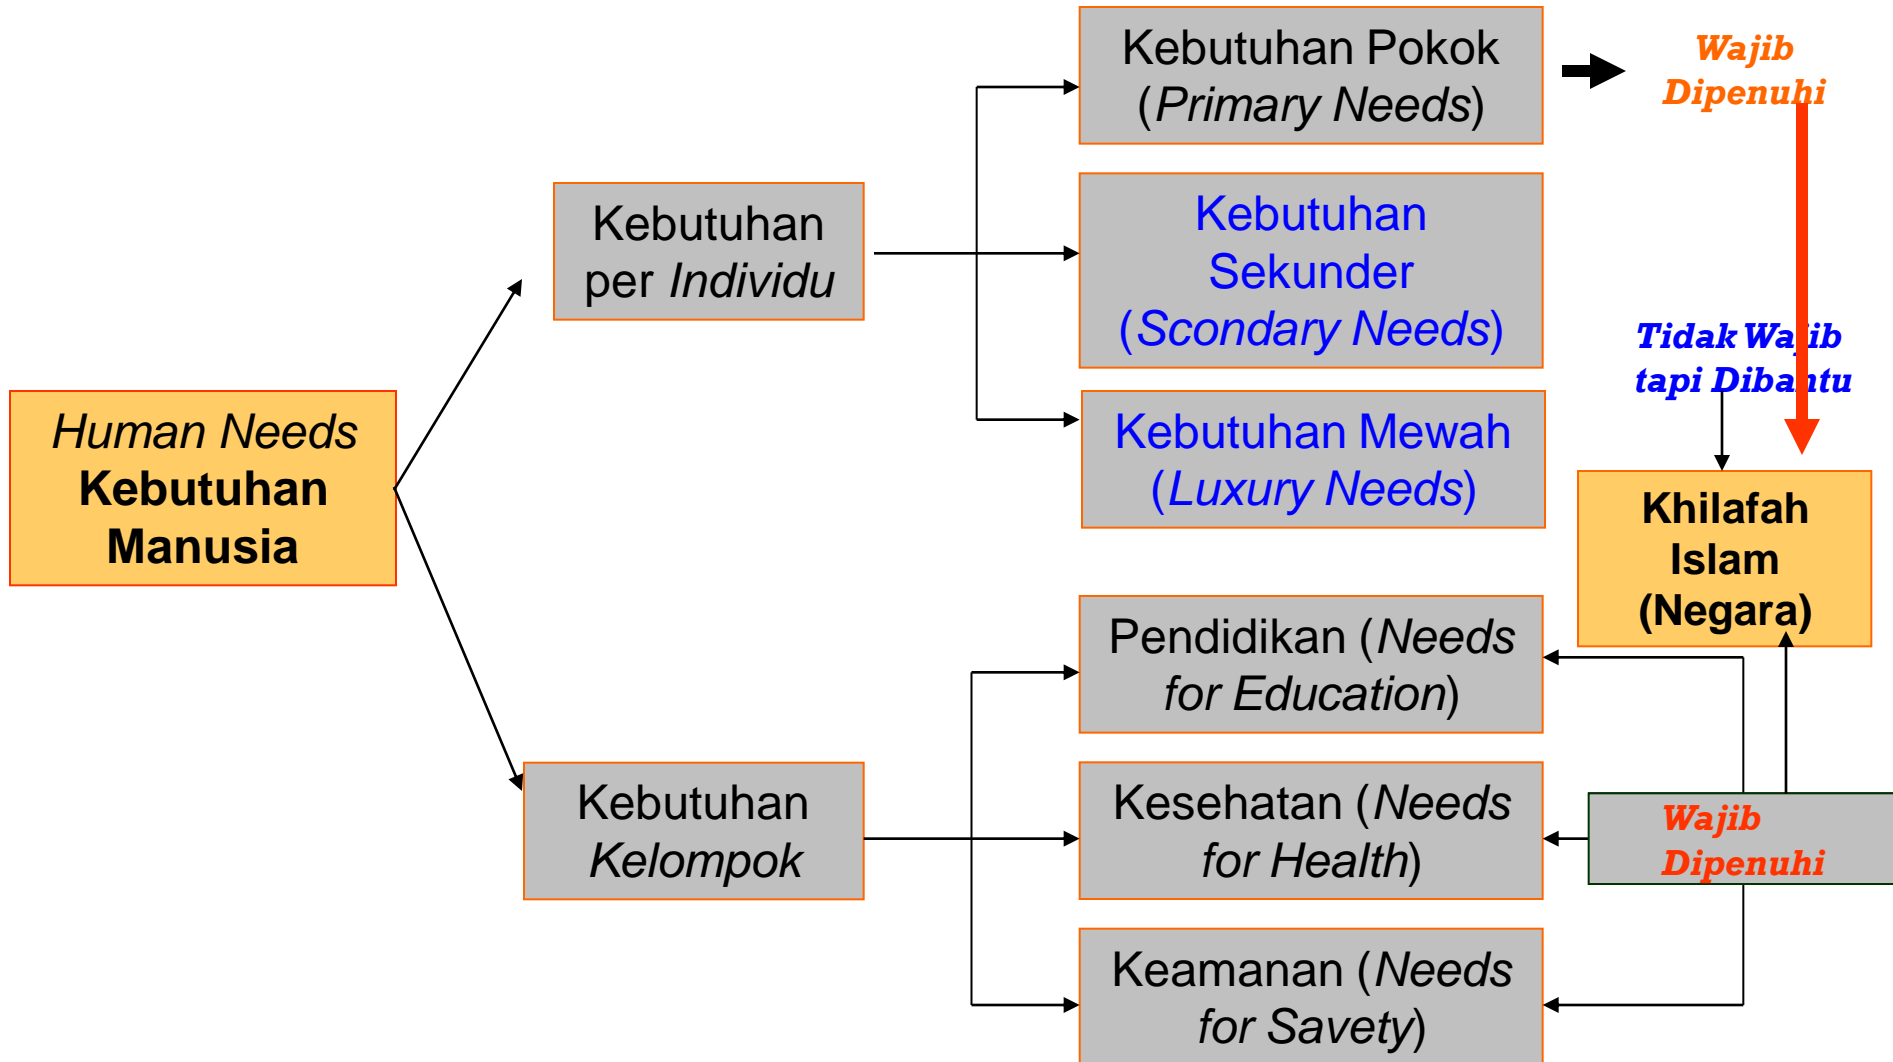 Kebutuhan Pokok
(Primary Needs)
Wajib
Dipenuhi
Kebutuhan
per Individu
Kebutuhan
Sekunder
(Scondary Needs)
Tidak Wajib
tapi Dibantu
Human Needs
Kebutuhan
Manusia
Kebutuhan Mewah
(Luxury Needs)
Khilafah
Islam
(Negara)
Pendidikan (Needs
for Education)
Kebutuhan
Kelompok
Kesehatan (Needs
for Health)
Wajib
Dipenuhi
Keamanan (Needs
for Savety)